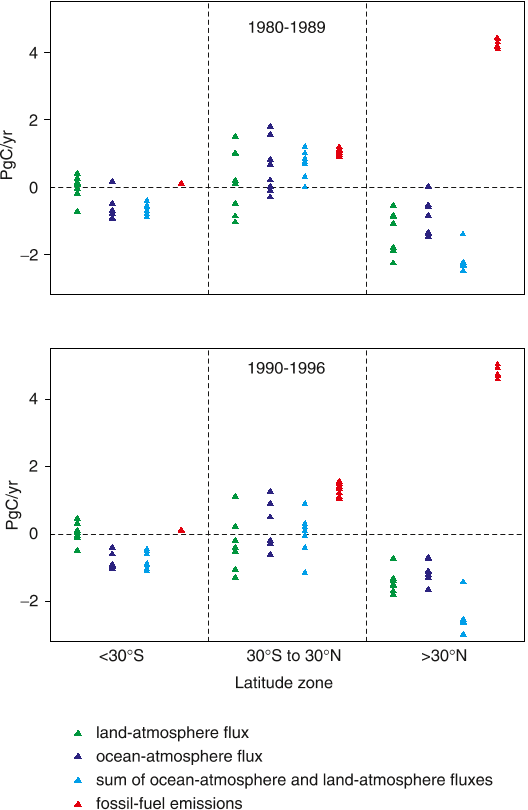 1980-1989
PgC/yr
4
2
0
−2
1990-1996
PgC/yr
4
2
0
−2
<30°S
30°S to 30°N
>30°N
Latitude zone
land-atmosphere flux
ocean-atmosphere flux
sum of ocean-atmosphere and land-atmosphere fluxes
fossil-fuel emissions